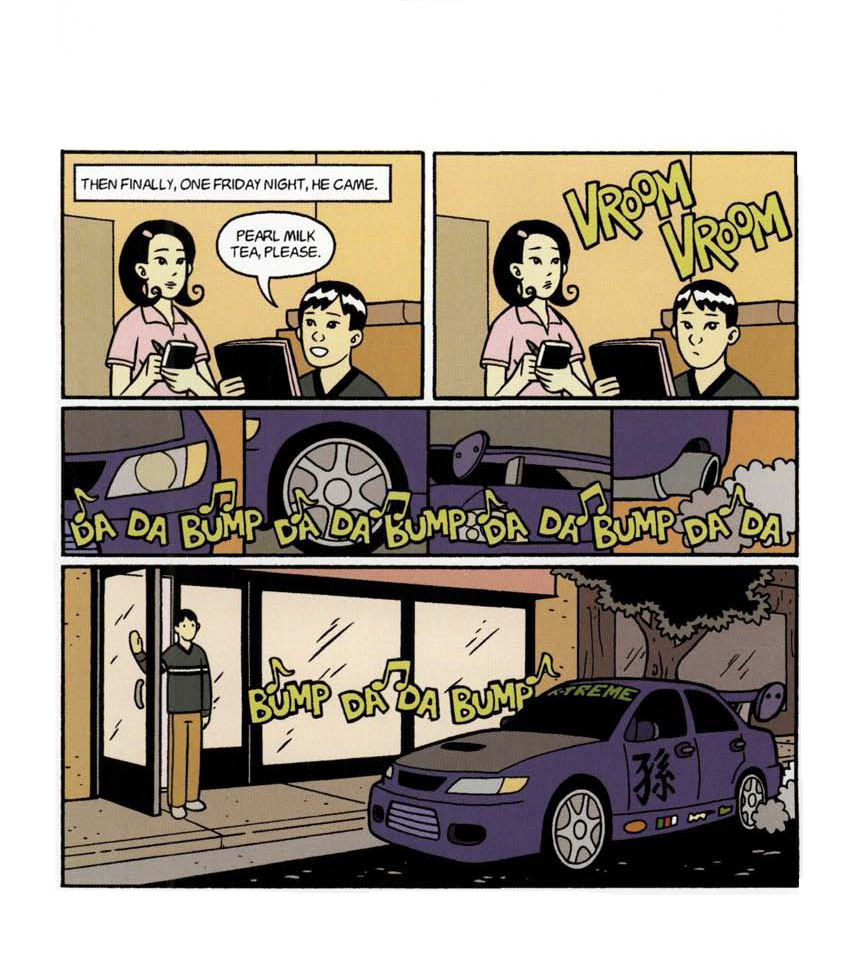 THEN FINALLY, ONE FRIDAY NIGHT, HE CAME.
PEARL MILK
TEA, PLEASE.
VROOM
VROOM
DA DA BUMP DA DA BUMP DA DA BUMP DA DA
BUMP DA DA BUMP
X-TREME
孫